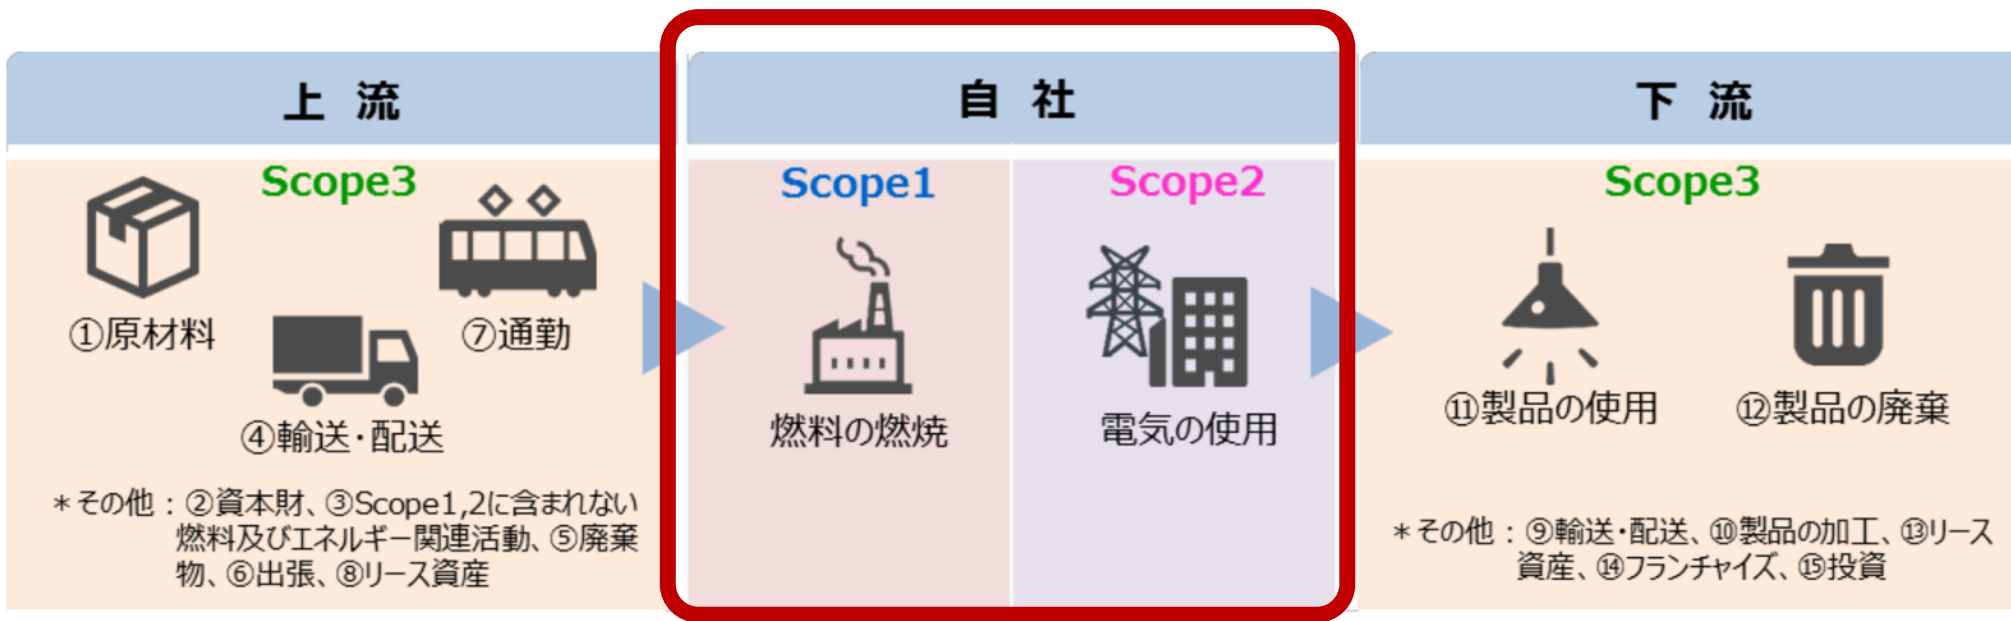 上 流
Scope3
①原材料
⑦通勤
④輸送・配送
＊その他：②資本財、③Scope1,2に含まれない
燃料及びエネルギー関連活動、⑤廃棄
物、⑥出張、⑧リース資産
自 社
Scope1
燃料の燃焼
Scope2
電気の使用
下 流
Scope3
⑪製品の使用
⑫製品の廃棄
＊その他：⑨輸送・配送、⑩製品の加工、⑬リース
資産、⑭フランチャイズ、⑮投資